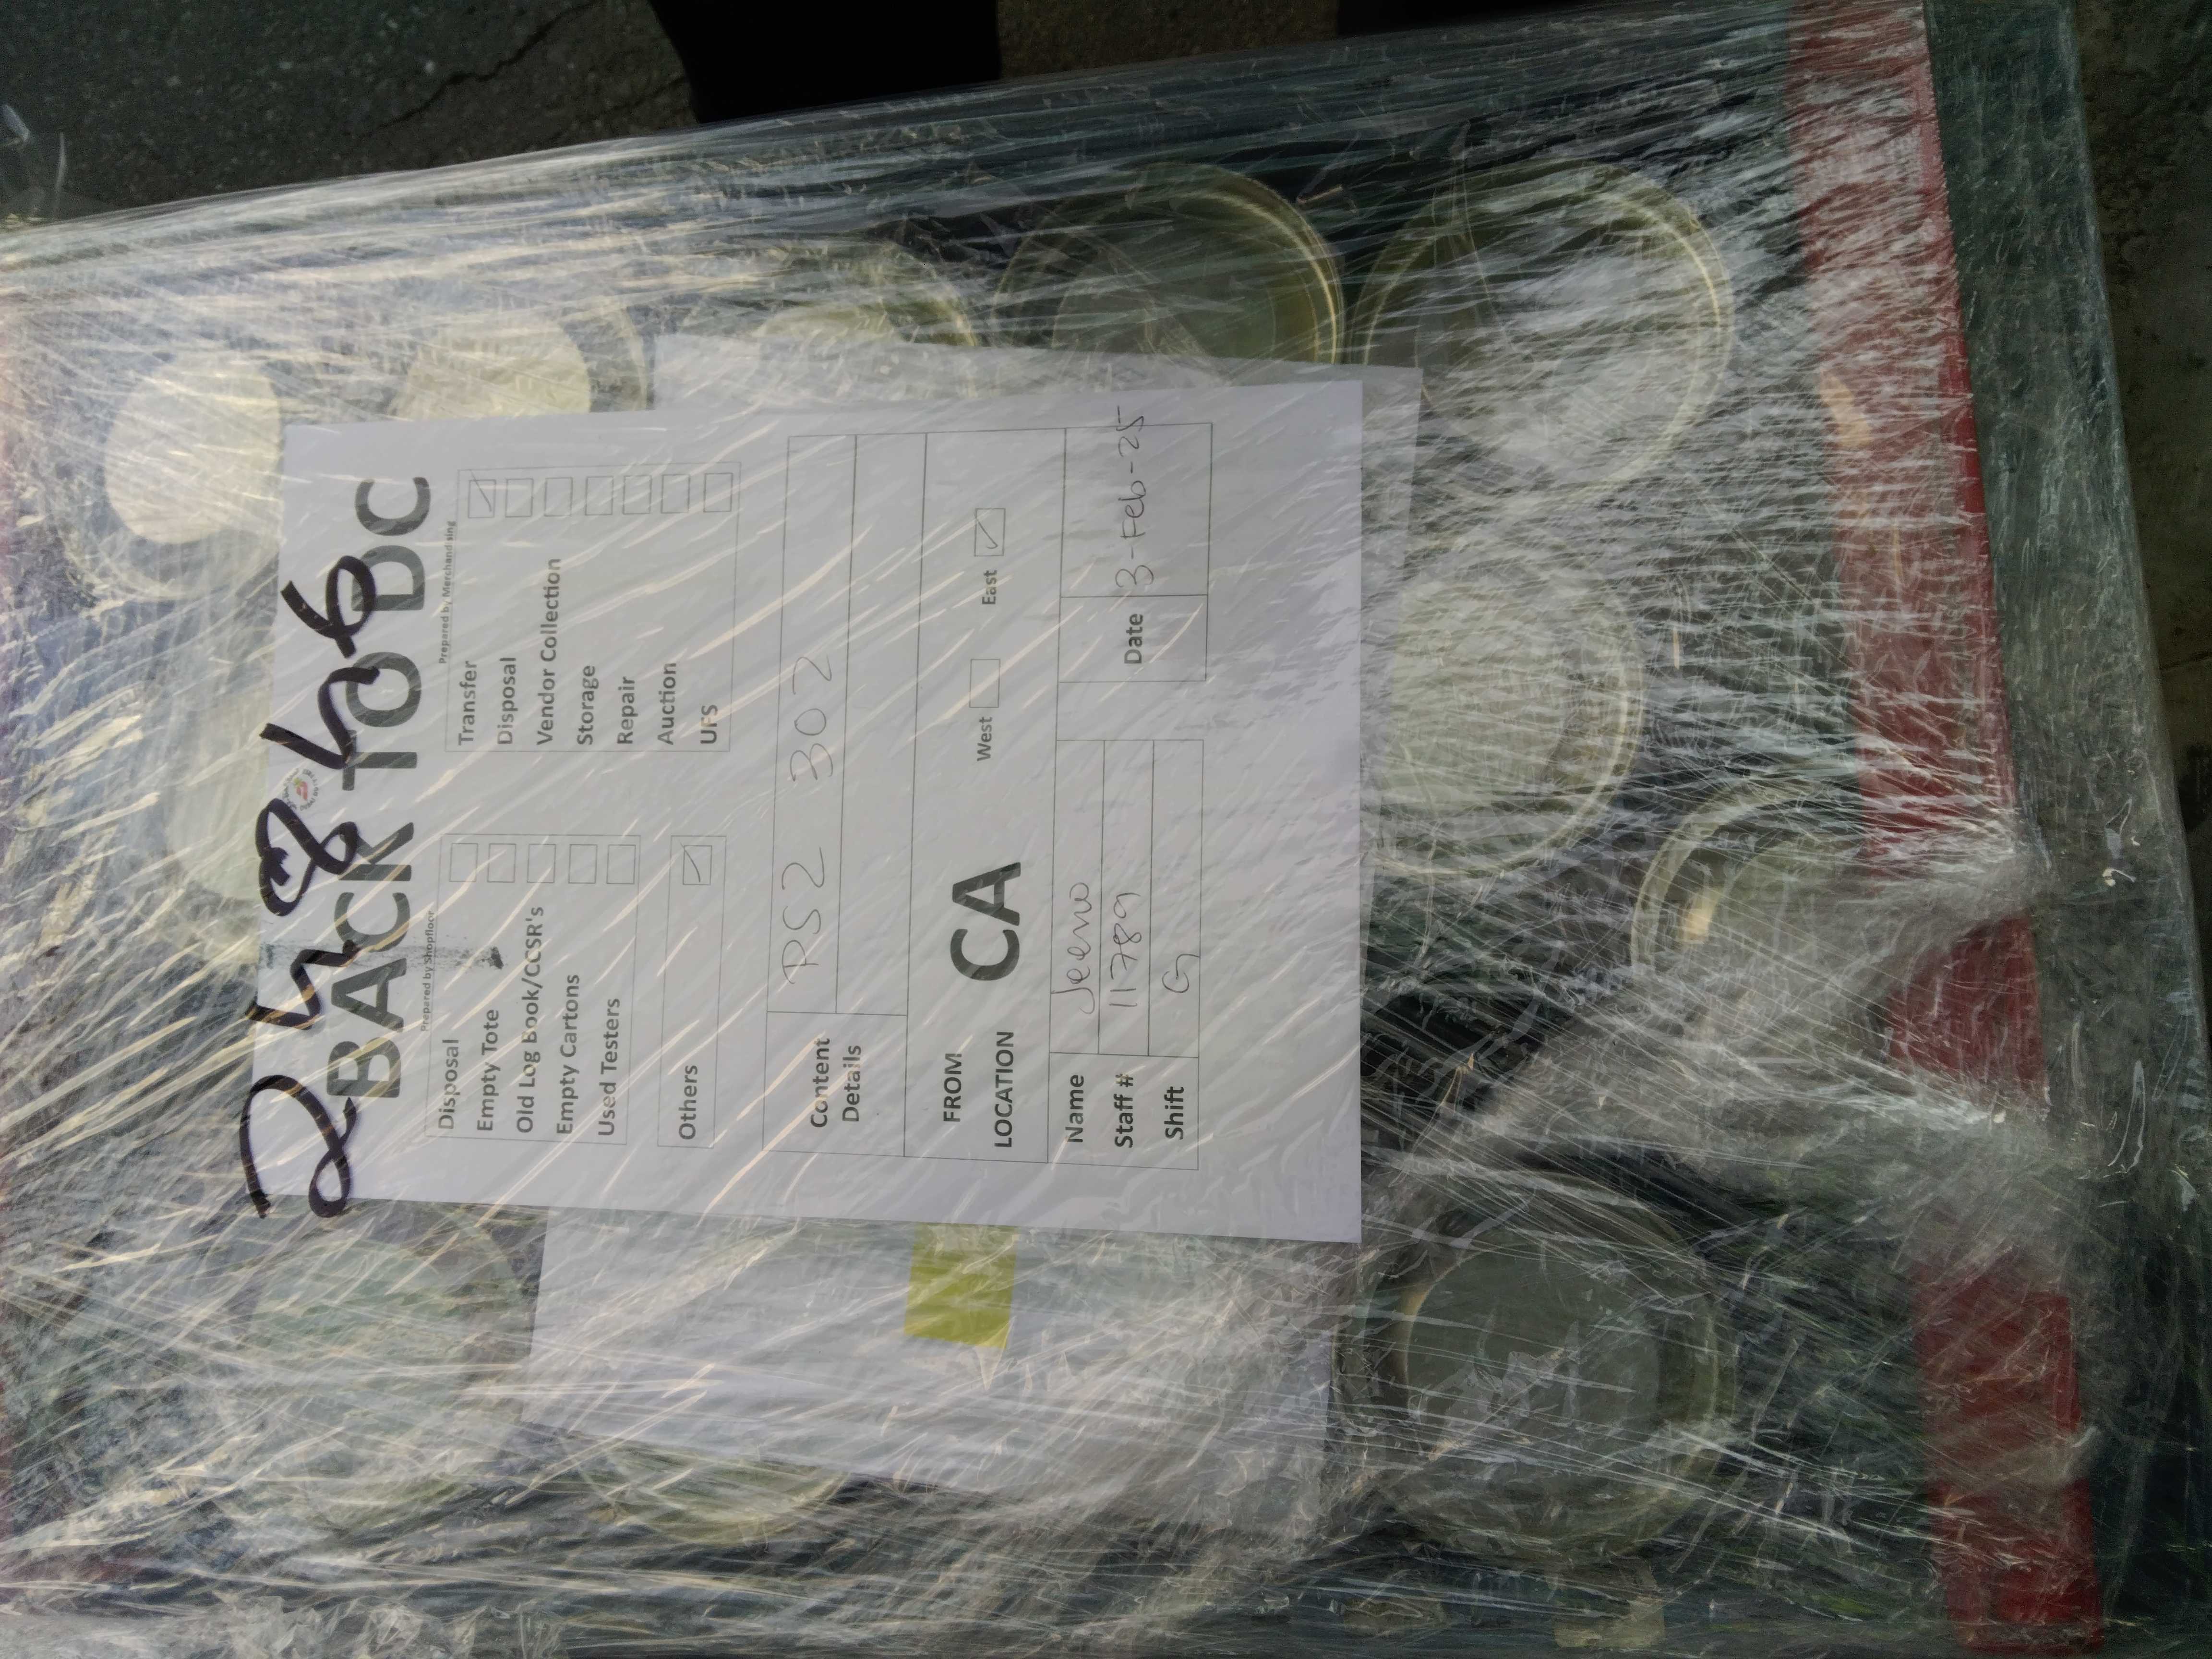 BACK TO DC
Prepared by Shopfloor
Disposal
Empty Tote
Old Log Book/CCSR's
Empty Cartons
Used Testers
Others
Prepared by Merchandising
Transfer
Disposal
Vendor Collection
Storage
Repair
Auction
UFS
Content Details
PS2 302
FROM LOCATION
CA
West
East
Name
Jeeno
Staff #
11789
Shift
G
Date
3-Feb-25